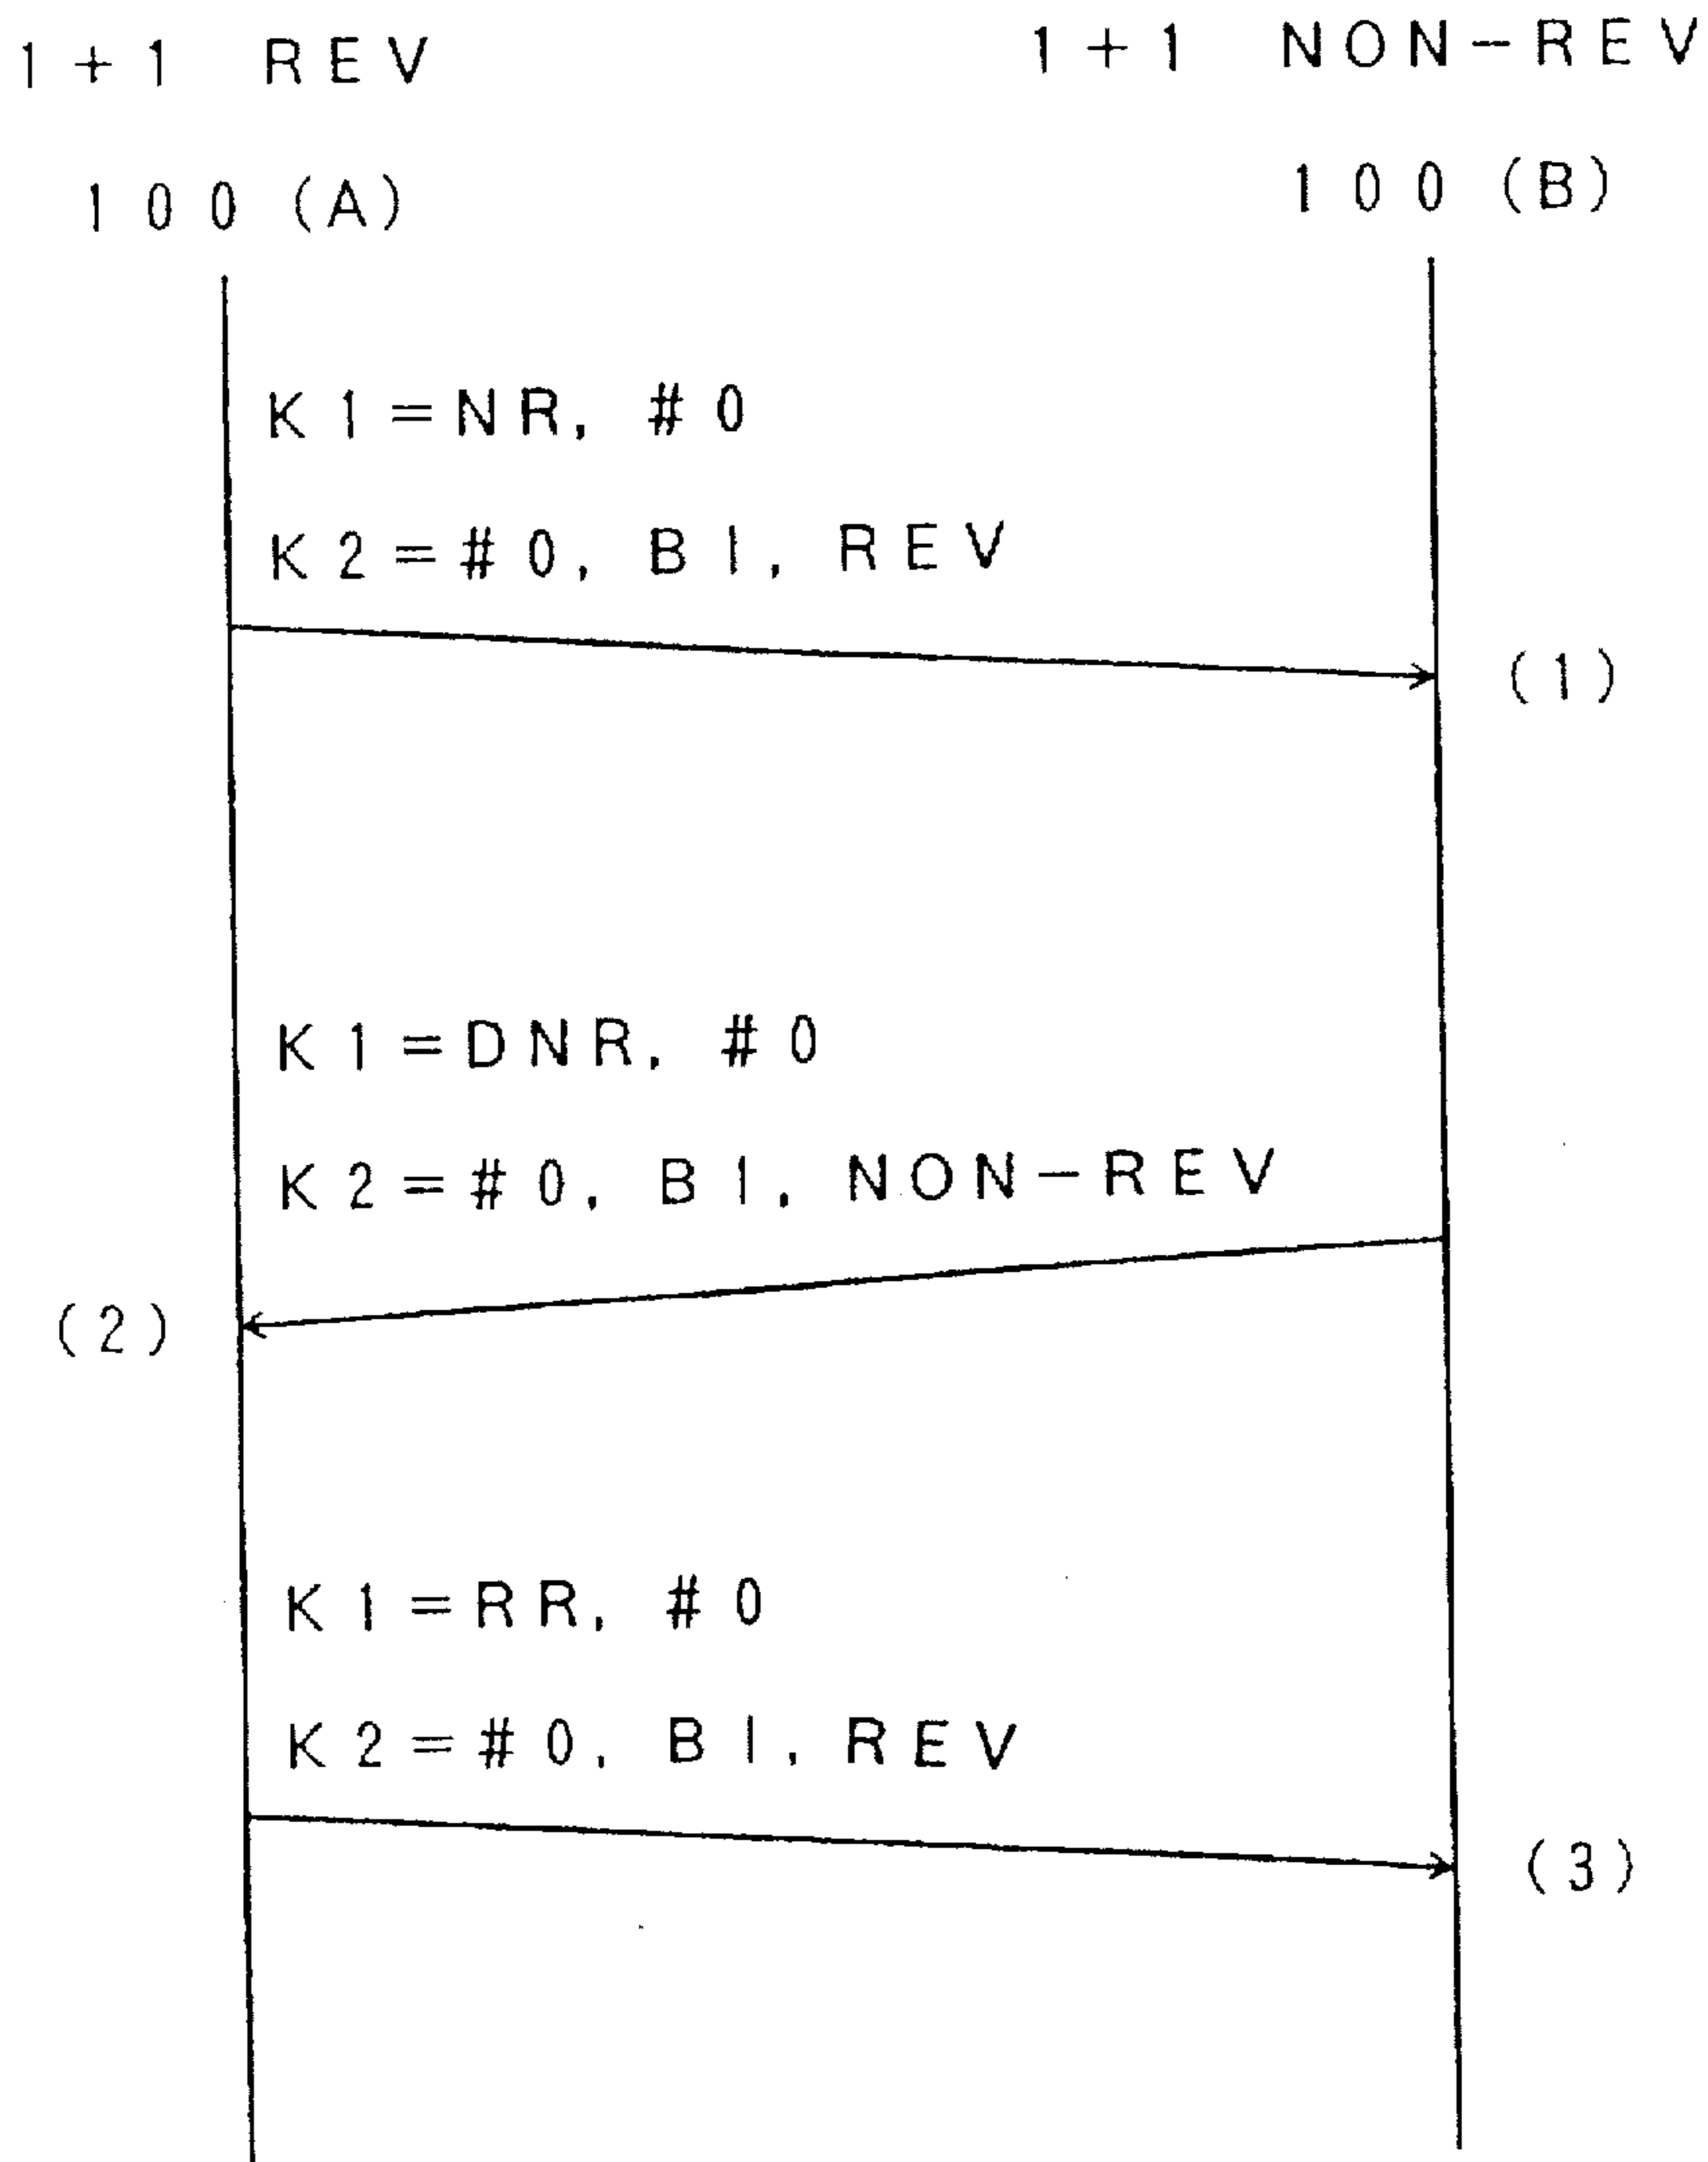 1+1 REV
1+1 NON-REV
100 (A)
100 (B)
K1=NR, #0
K2=#0, BI, REV
(1)
K1=DNR, #0
K2=#0, BI, NON-REV
(2)
K1=RR, #0
K2=#0, BI, REV
(3)